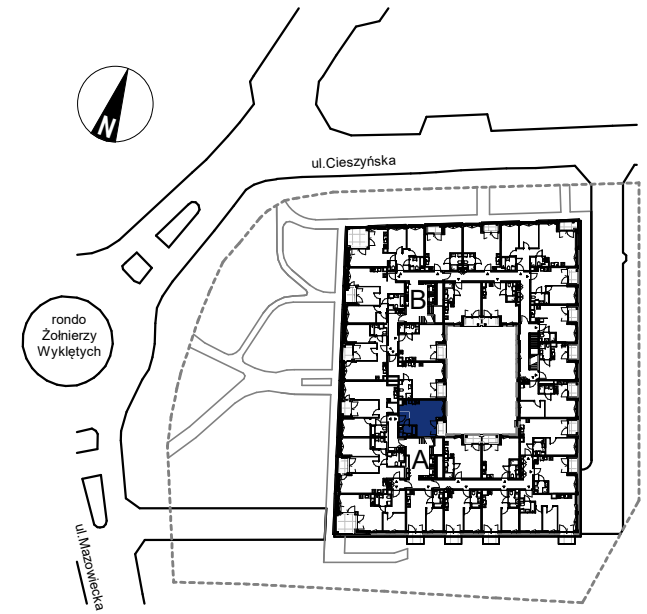 N
ul.Cieszyńska
B
rondo
Żołnierzy
Wyklętych
A
ul.Mazowiecka